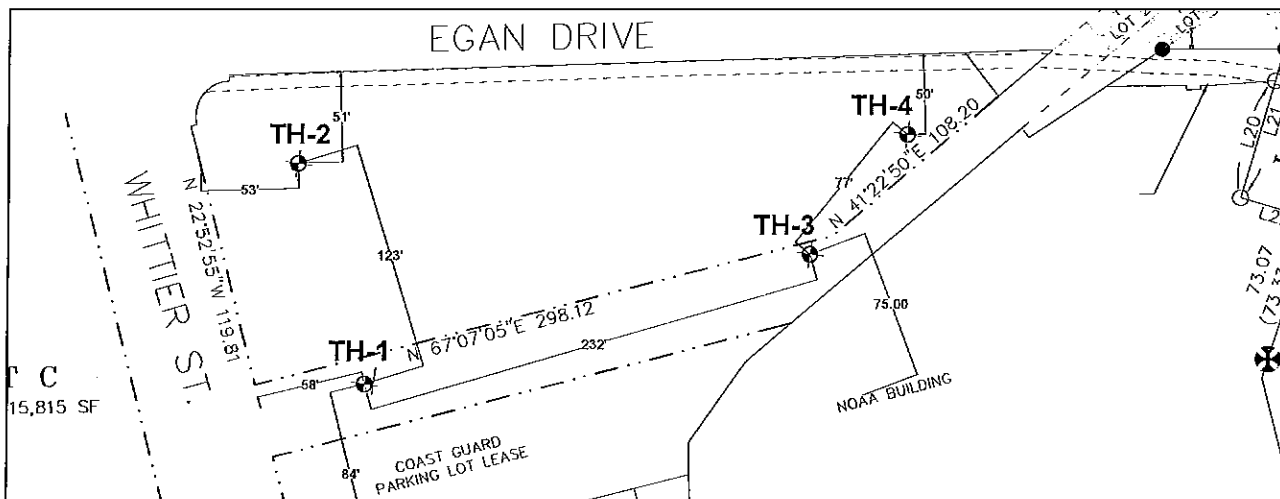 EGAN DRIVE
LOT
LOT
TH-4
50'
51'
TH-2
L20
L21
53'
WHITTIER ST.
N 22°52'55"W 119.81
77'
N 41°22'50"E 108.20
TH-3
123'
73.07
75.00
N 67°07'05"E 298.12
TH-1
232'
58'
C
15,815 SF
NOAA BUILDING
COAST GUARD
PARKING LOT LEASE
84'